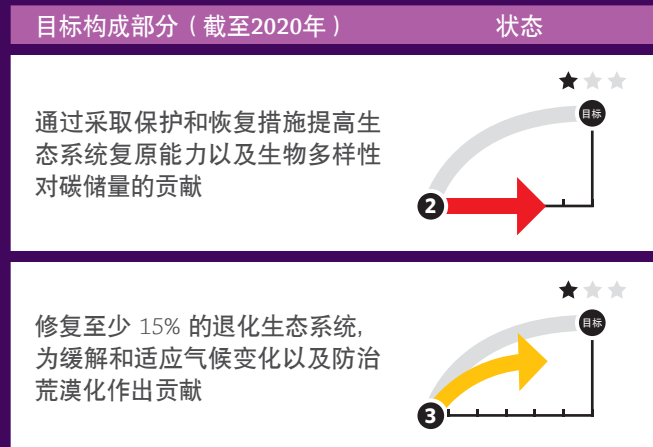 目标构成部分（截至2020年）
状态
通过采取保护和恢复措施提高生
态系统复原能力以及生物多样性
对碳储量的贡献
目标
2
修复至少 15% 的退化生态系统,
为缓解和适应气候变化以及防治
荒漠化作出贡献
目标
3